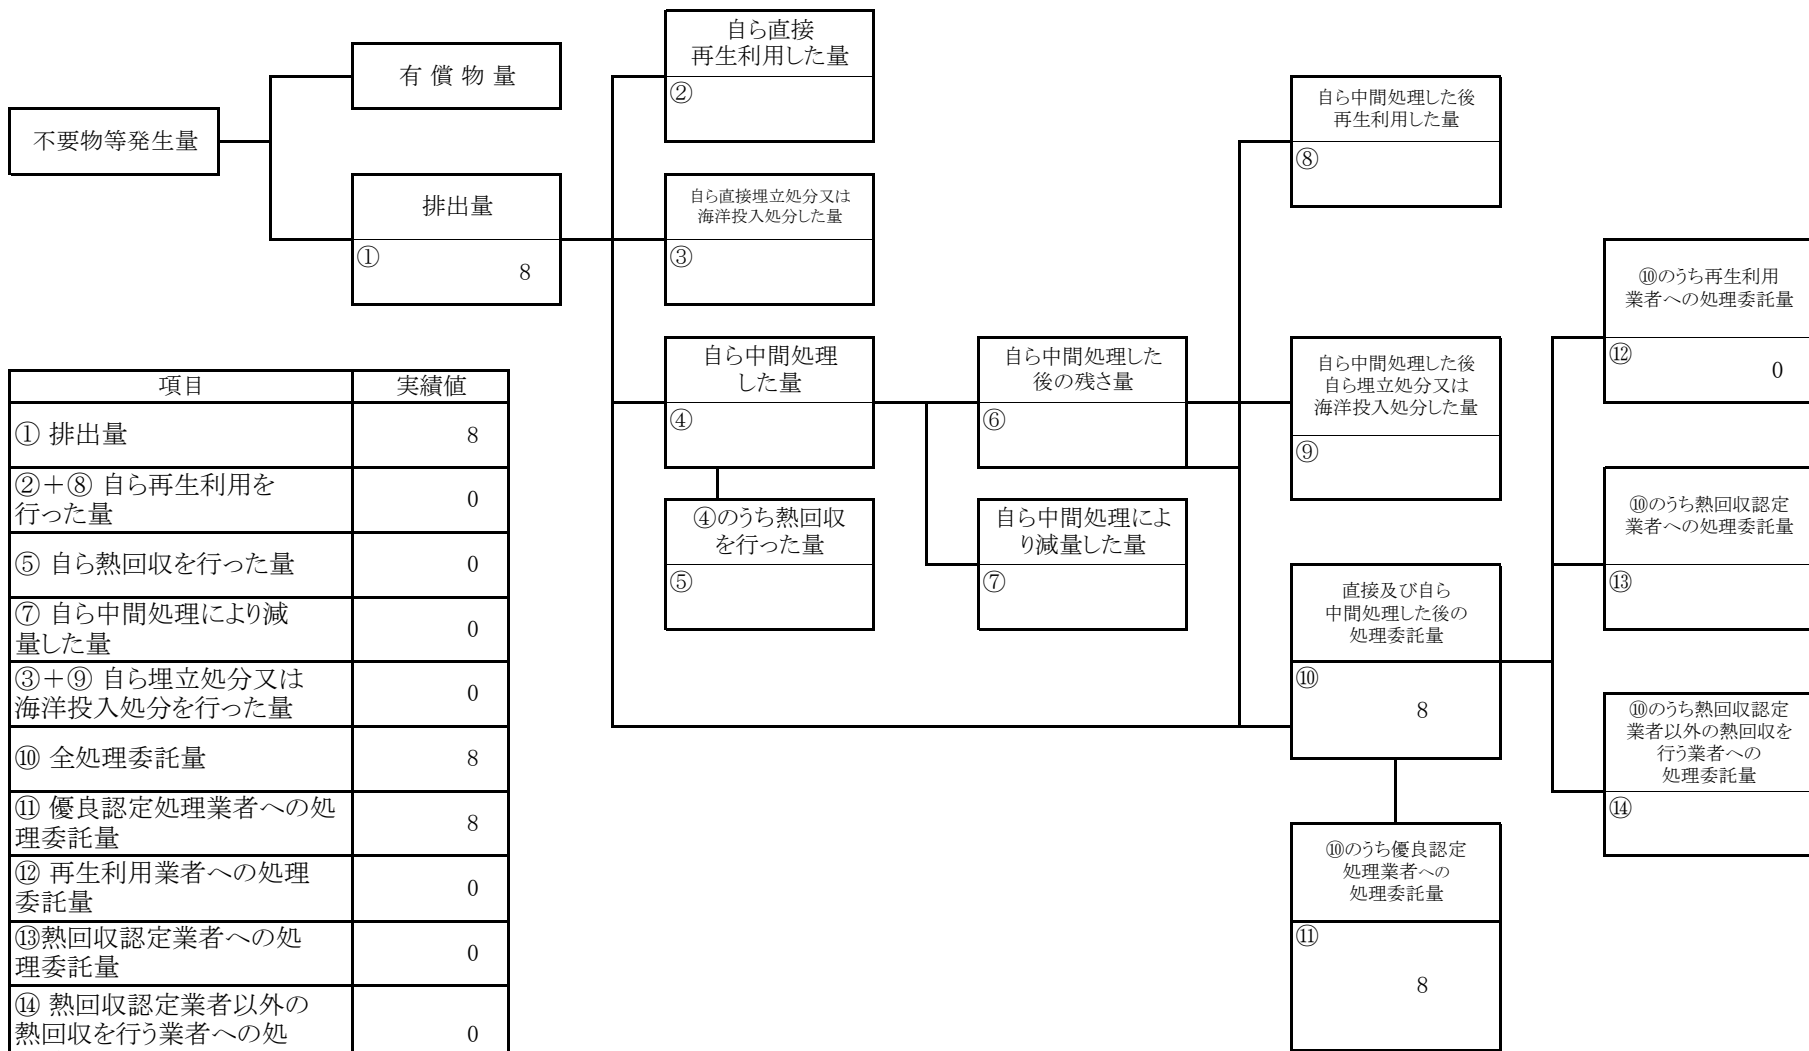 不要物等発生量
有 償 物 量
排出量
①
8
自ら直接
再生利用した量
②
自ら直接埋立処分又は
海洋投入処分した量
③
自ら中間処理
した量
④
④のうち熱回収
を行った量
⑤
自ら中間処理した
後の残さ量
⑥
自ら中間処理によ
り減量した量
⑦
自ら中間処理した後
再生利用した量
⑧
自ら中間処理した後
自ら埋立処分又は
海洋投入処分した量
⑨
直接及び自ら
中間処理した後の
処理委託量
⑩
8
⑩のうち優良認定
処理業者への
処理委託量
⑪
8
⑩のうち再生利用
業者への処理委託量
⑫
0
⑩のうち熱回収認定
業者への処理委託量
⑬
⑩のうち熱回収認定
業者以外の熱回収を
行う業者への
処理委託量
⑭
項目 実績値
① 排出量 8
②+⑧ 自ら再生利用を
行った量 0
⑤ 自ら熱回収を行った量 0
⑦ 自ら中間処理により減
量した量 0
③+⑨ 自ら埋立処分又は
海洋投入処分を行った量 0
⑩ 全処理委託量 8
⑪ 優良認定処理業者への処
理委託量 8
⑫ 再生利用業者への処理
委託量 0
⑬熱回収認定業者への処
理委託量 0
⑭ 熱回収認定業者以外の
熱回収を行う業者への処 0